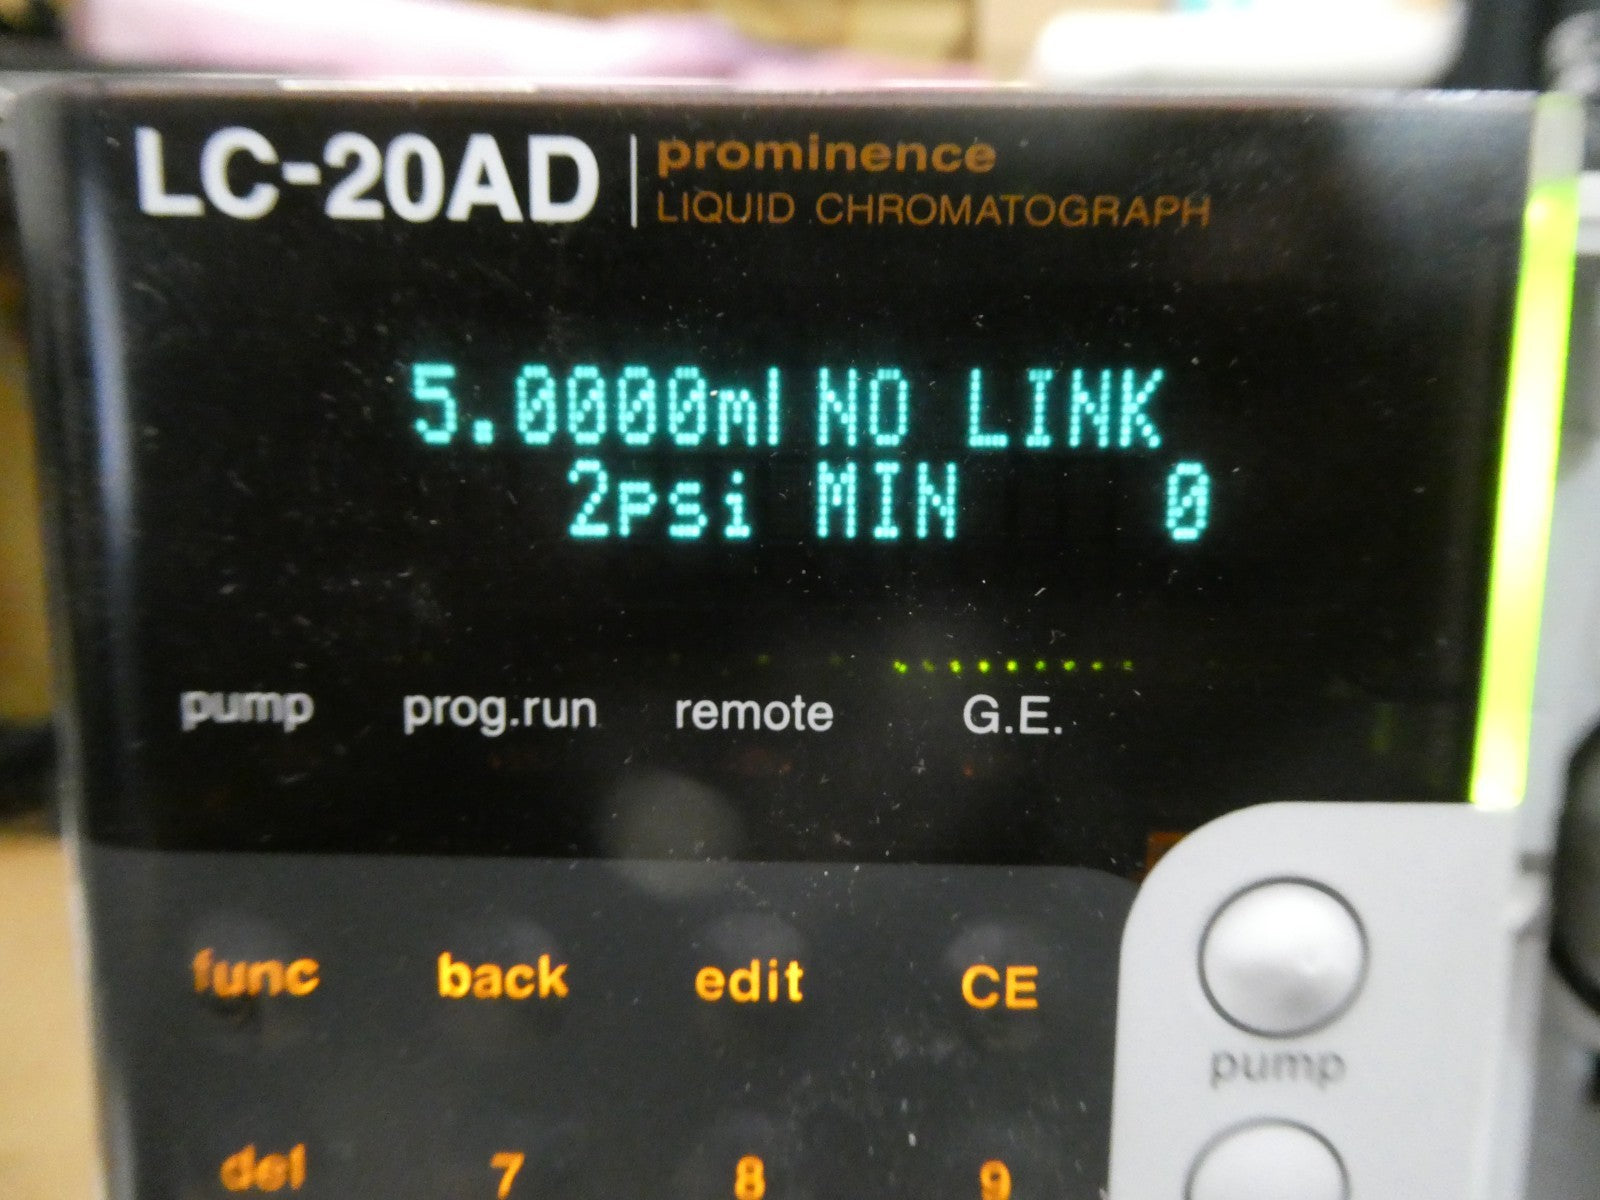 LC-20AD
prominence
LIQUID CHROMATOGRAPH
5.0000ml NO LINK
2psi MIN 0
pump prog.run remote G.E.
func back edit CE
pump
del 7 8 9